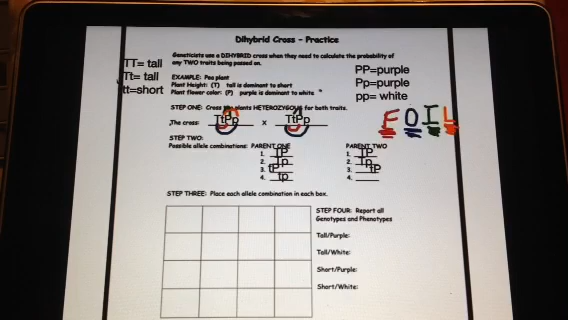 Dihybrid Cross - Practice
Geneticists use a DIHYBRID cross when they need to calculate the probability of
any TWO traits being passed on.
TT= tall
Tt= tall
tt=short
PP=purple
Pp=purple
pp= white
EXAMPLE: Pea plant
Plant Height: (T) tall is dominant to short
Plant flower color: (P) purple is dominant to white
STEP ONE: Cross plants HETEROZYGOUS for both traits.
The cross: TtPp x TtPp
FOIL
STEP TWO:
Possible allele combinations: PARENT ONE PARENT TWO
1. TP 1. TP
2. Tp 2. Tp
3. tP 3. tP
4. tp 4.
STEP THREE: Place each allele combination in each box.
STEP FOUR: Report all
Genotypes and Phenotypes
Tall/Purple:
Tall/White:
Short/Purple:
Short/White: